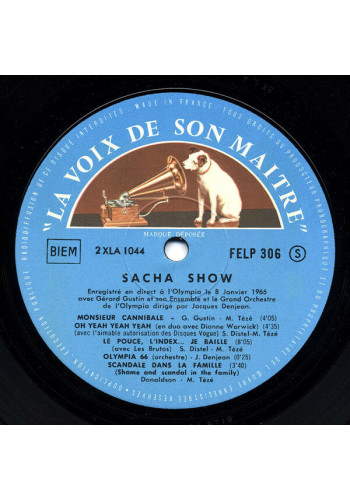 MADE IN FRANCE
"LA VOIX DE SON MAITRE"
MARQUE DÉPOSÉE
BIEM
2 XLA 1044
FELP 306 S
SACHA SHOW
Enregistré en direct à l'Olympia le 8 Janvier 1966
avec Gérard Gustin et son Ensemble et le Grand Orchestre
de l'Olympia dirigé par Jacques Denjean.
MONSIEUR CANNIBALE - G. Gustin - M. Tézé (4'05)
OH YEAH YEAH YEAH (en duo avec Dionne Warwick) (4'35)
(avec l'aimable autorisation des Disques Vogue) S. Distel-M. Tézé
LE POUCE, L'INDEX... JE BAILLE (0'05)
(avec Les Brutos) S. Distel - M. Tézé
OLYMPIA 66 (orchestre) - J. Denjean (0'25)
SCANDALE DANS LA FAMILLE (3'40)
(Shame and scandal in the family)
Donaldson - M. Tézé